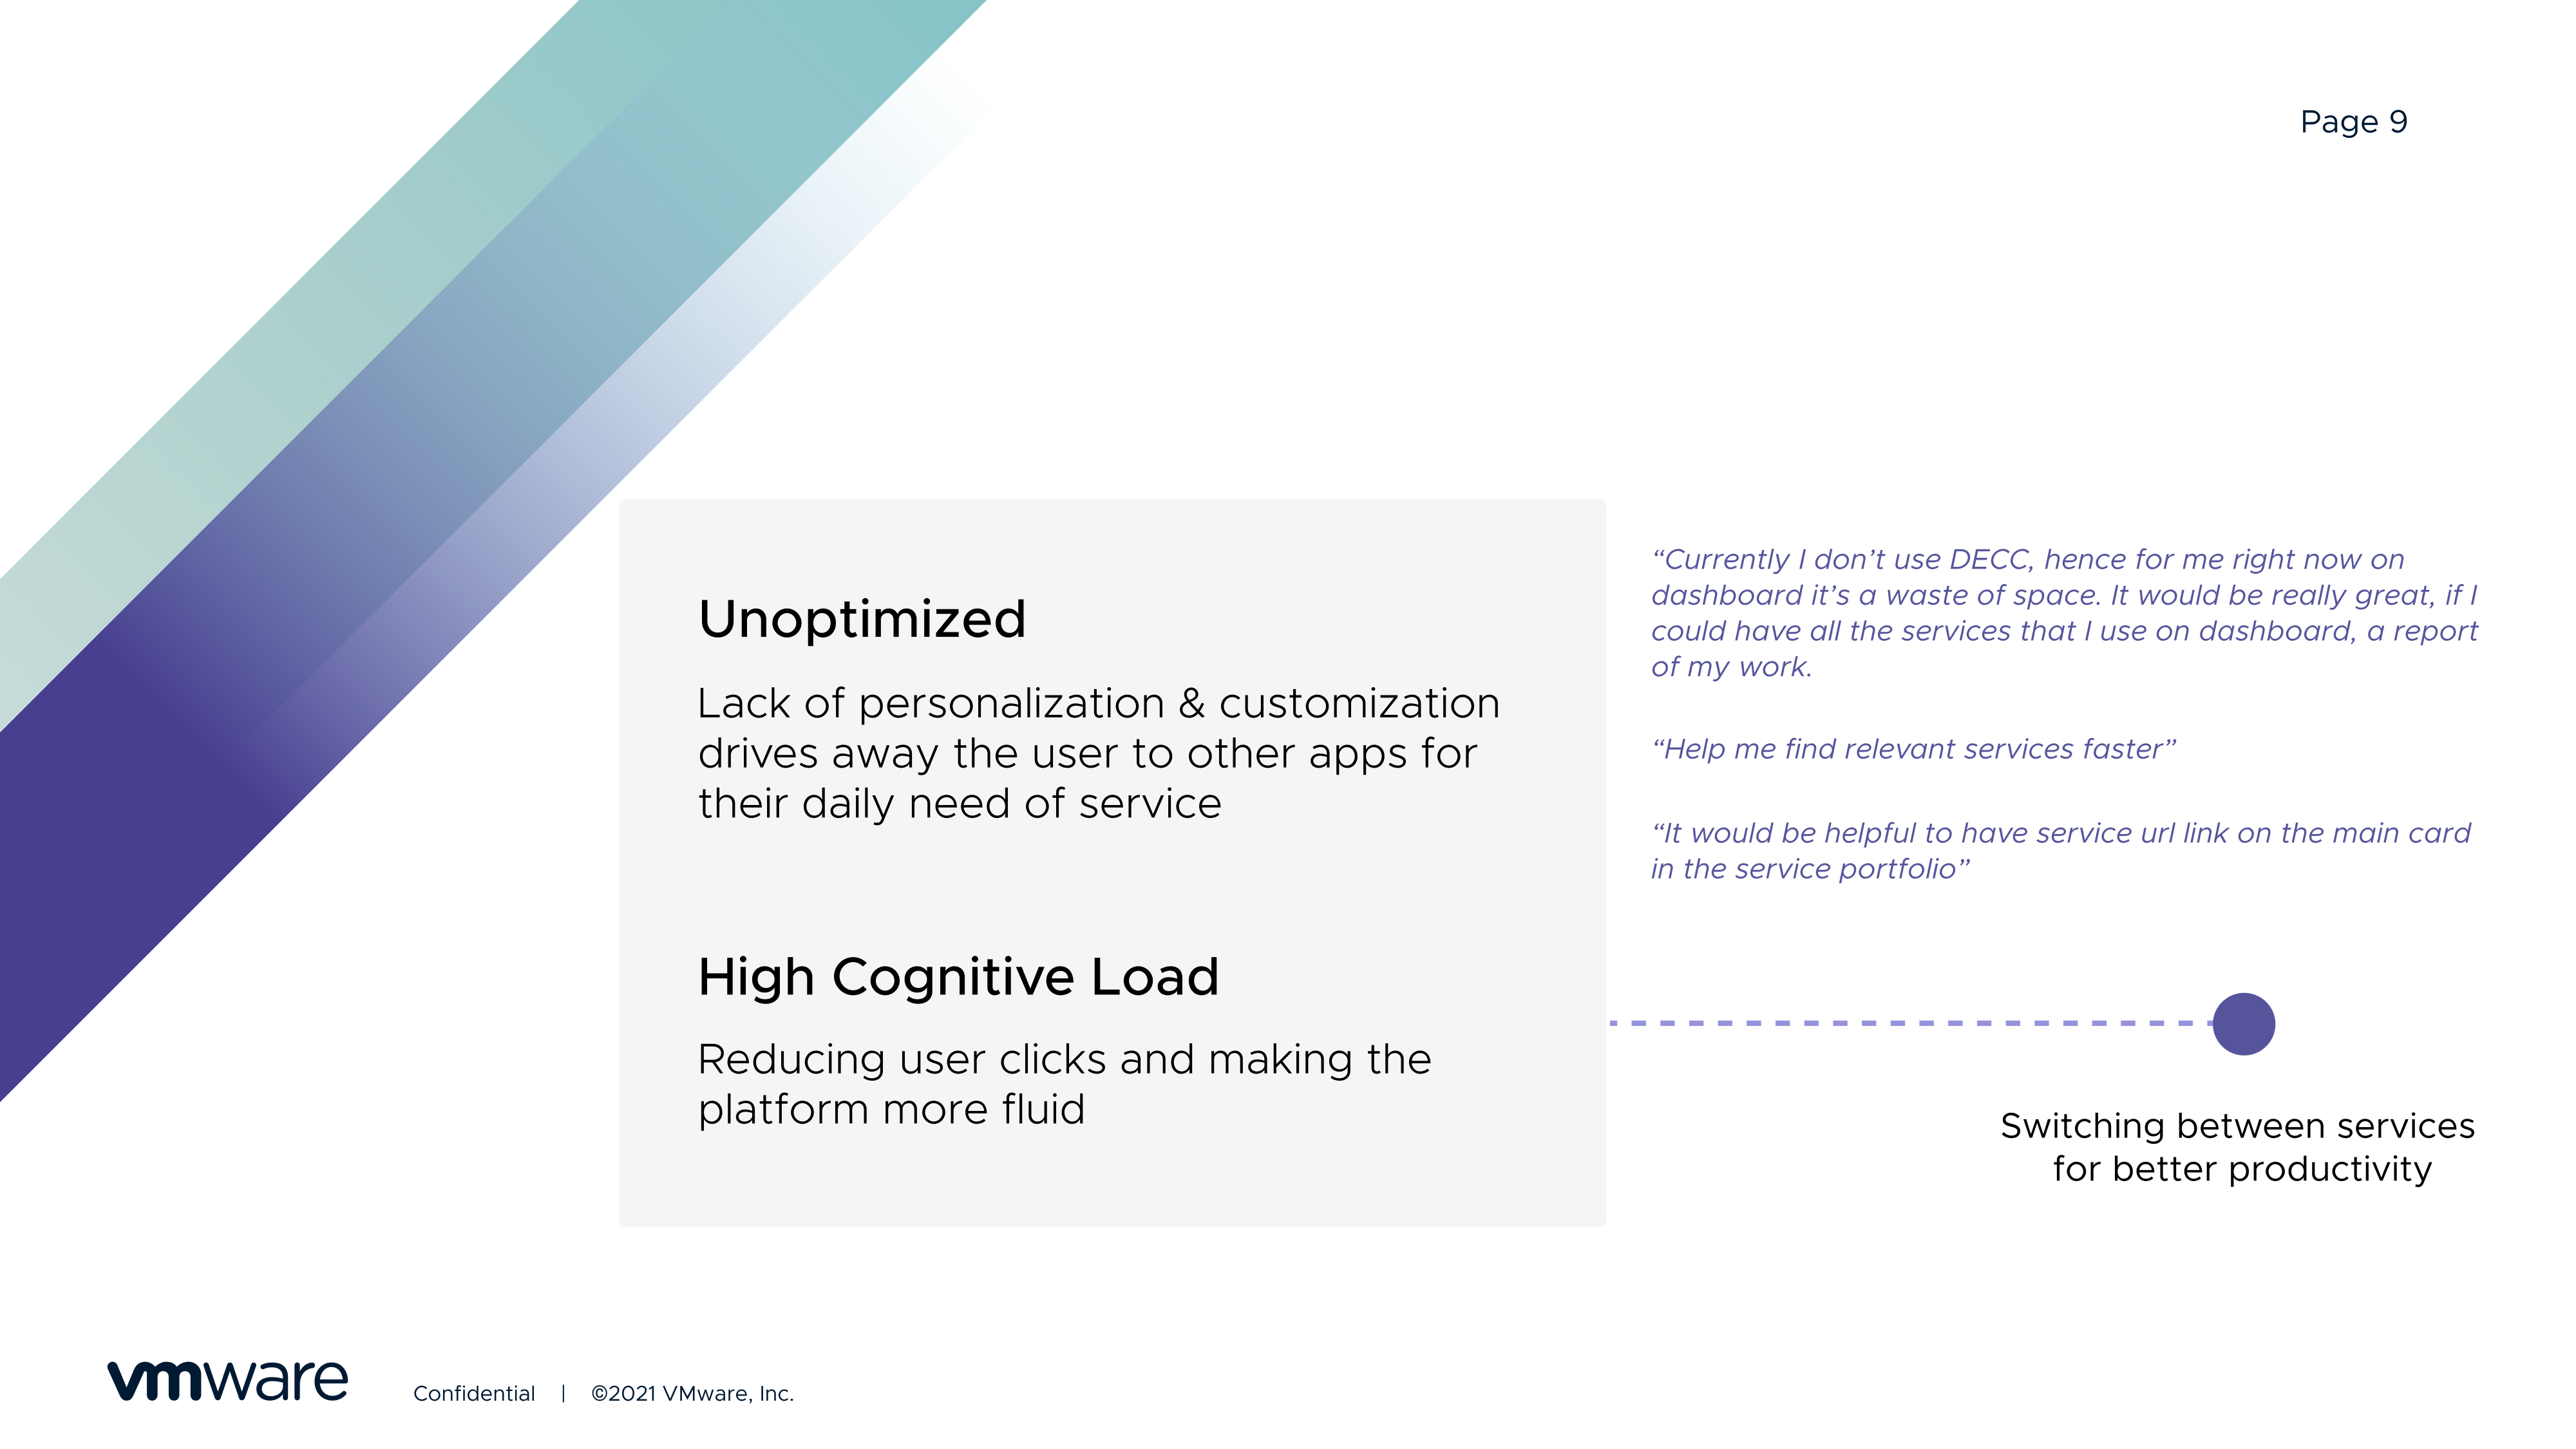 Page 9
Unoptimized
Lack of personalization & customization
drives away the user to other apps for
their daily need of service
High Cognitive Load
Reducing user clicks and making the
platform more fluid
“Currently I don’t use DECC, hence for me right now on
dashboard it’s a waste of space. It would be really great, if I
could have all the services that I use on dashboard, a report
of my work.
“Help me find relevant services faster”
“It would be helpful to have service url link on the main card
in the service portfolio”
Switching between services
for better productivity
vmware
Confidential | ©2021 VMware, Inc.